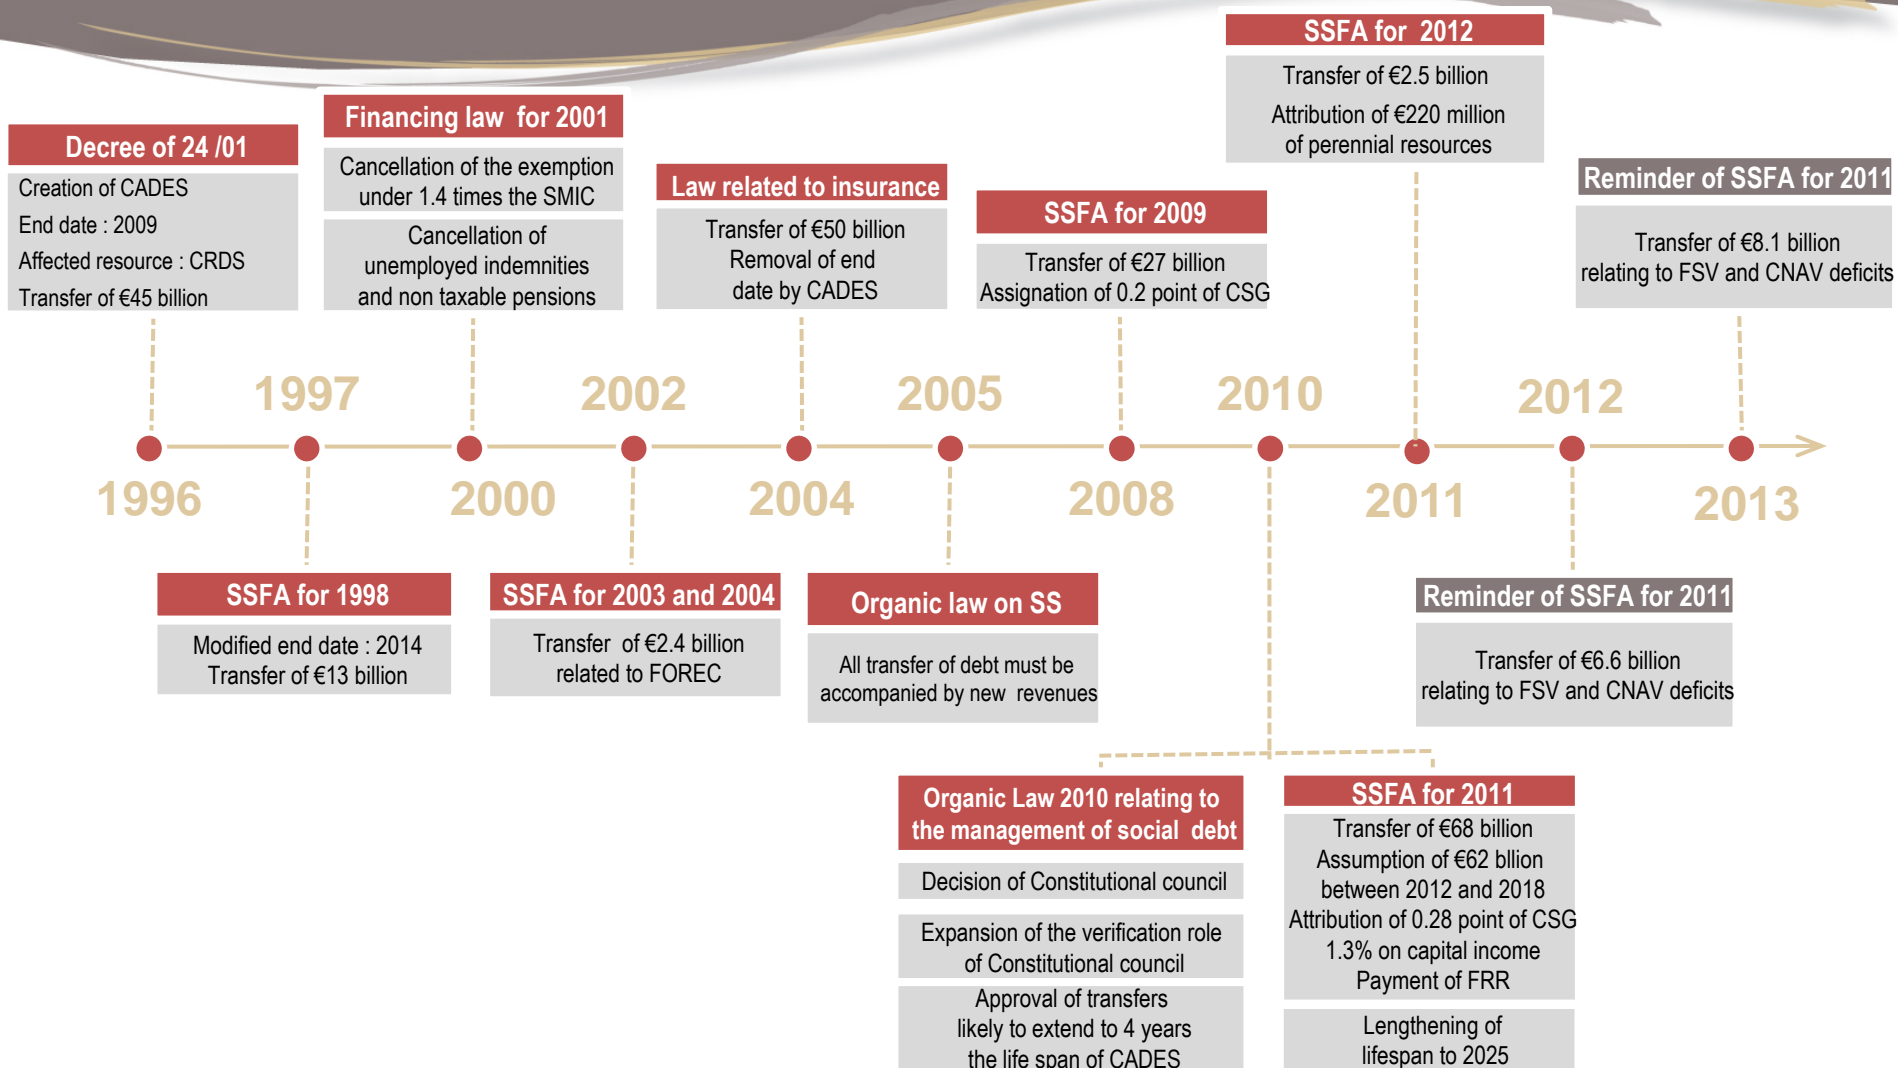 SSFA for 2012
Transfer of €2.5 billion
Attribution of €220 million
of perennial resources
Decree of 24 /01
Creation of CADES
End date : 2009
Affected resource : CRDS
Transfer of €45 billion
Financing law for 2001
Cancellation of the exemption
under 1.4 times the SMIC
Cancellation of
unemployed indemnities
and non taxable pensions
Law related to insurance
Transfer of €50 billion
Removal of end
date by CADES
SSFA for 2009
Transfer of €27 billion
Assignation of 0.2 point of CSG
Reminder of SSFA for 2011
Transfer of €8.1 billion
relating to FSV and CNAV deficits
1997
2002
2005
2010
2012
1996
2000
2004
2008
2011
2013
SSFA for 1998
Modified end date : 2014
Transfer of €13 billion
SSFA for 2003 and 2004
Transfer of €2.4 billion
related to FOREC
Organic law on SS
All transfer of debt must be
accompanied by new revenues
Reminder of SSFA for 2011
Transfer of €6.6 billion
relating to FSV and CNAV deficits
Organic Law 2010 relating to
the management of social debt
Decision of Constitutional council
Expansion of the verification role
of Constitutional council
Approval of transfers
likely to extend to 4 years
the life span of CADES
SSFA for 2011
Transfer of €68 billion
Assumption of €62 bllion
between 2012 and 2018
Attribution of 0.28 point of CSG
1.3% on capital income
Payment of FRR
Lengthening of
lifespan to 2025